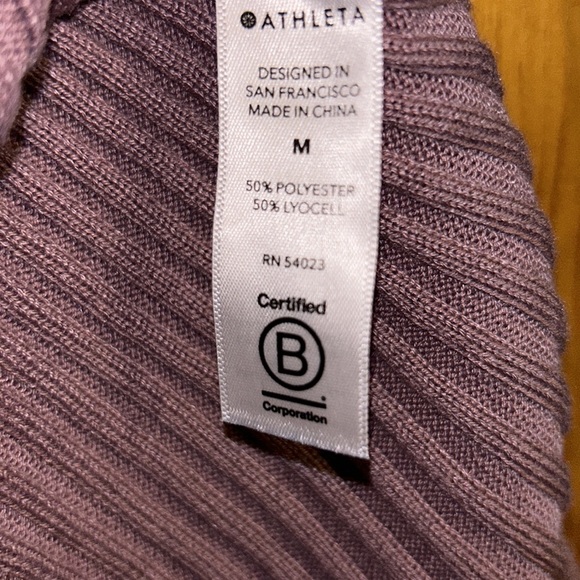 ATHLETA
DESIGNED IN
SAN FRANCISCO
MADE IN CHINA
M
50% POLYESTER
50% LYOCELL
RN 54023
Certified
B
Corporation